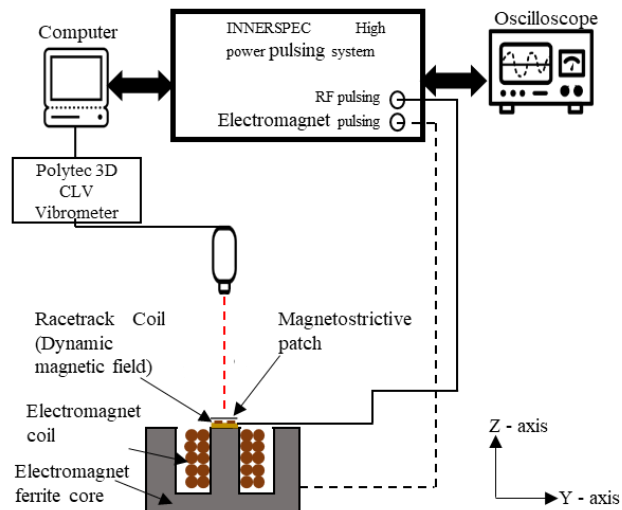 Computer
INNERSPEC High
power pulsing system
Oscilloscope
RF pulsing
Electromagnet pulsing
Polytec 3D
CLV
Vibrometer
Racetrack Coil
(Dynamic
magnetic field)
Magnetostrictive
patch
Electromagnet
coil
Electromagnet
ferrite core
Z - axis
Y - axis